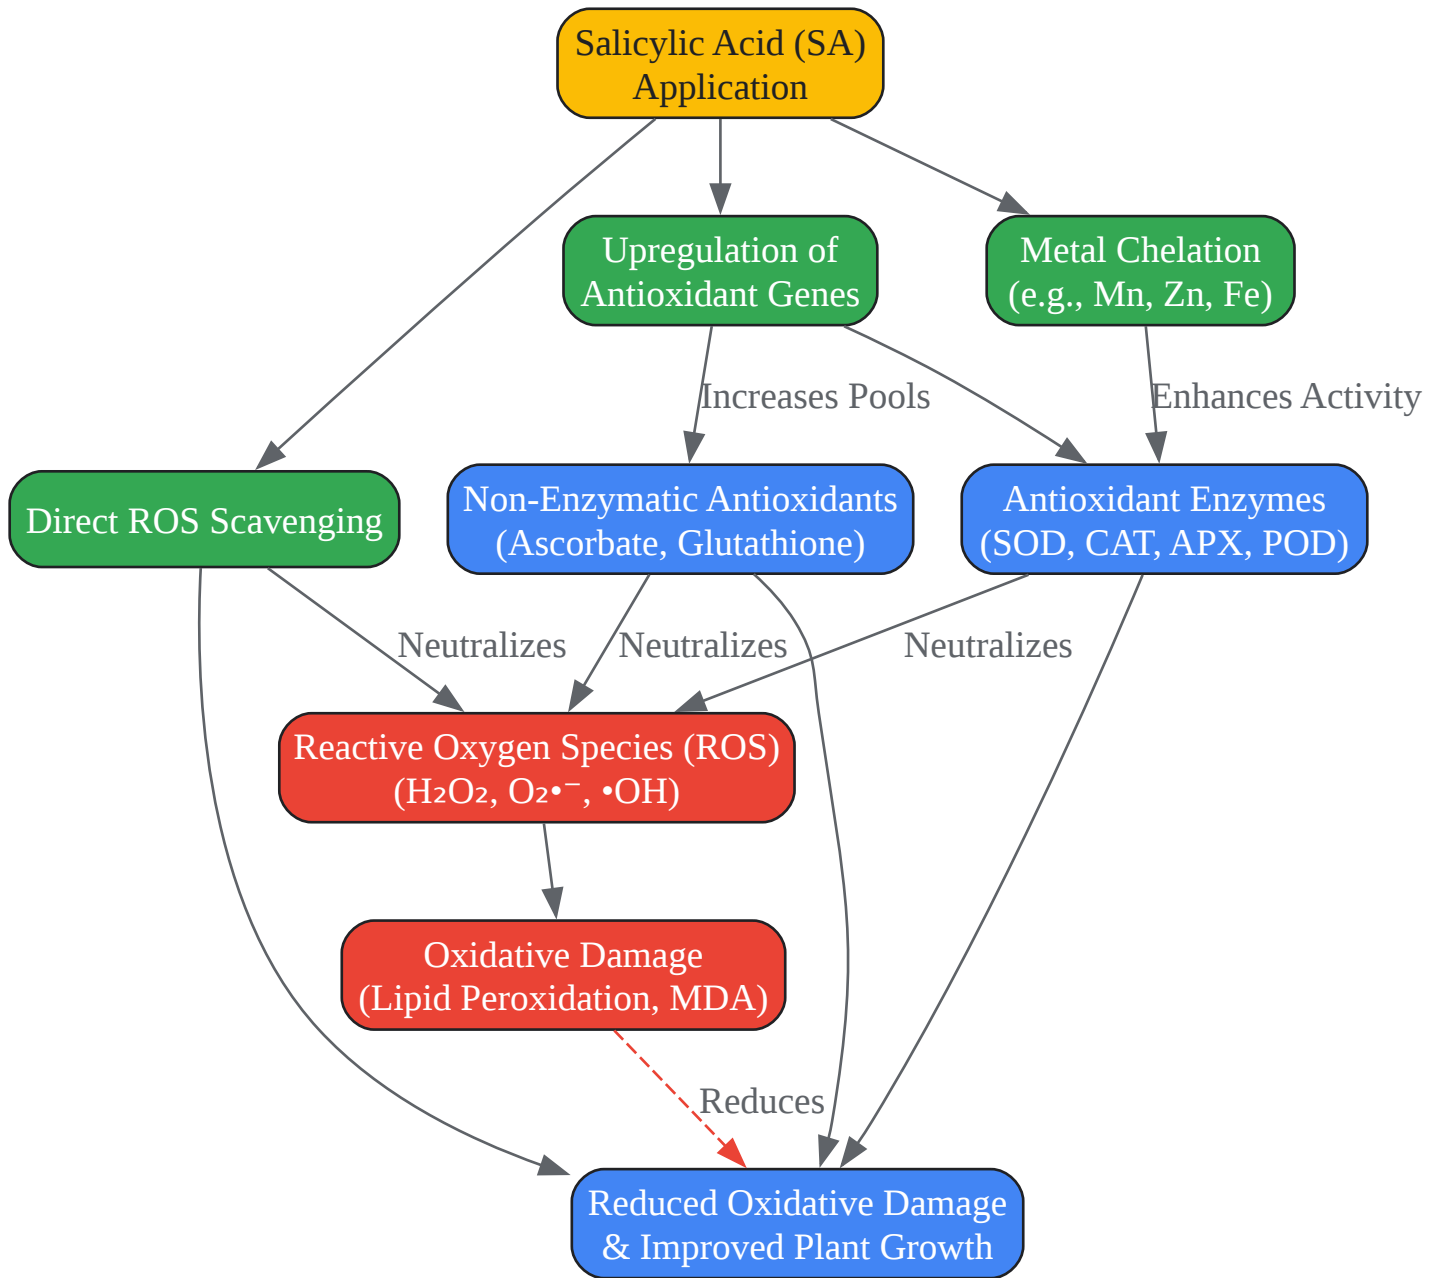 Salicylic Acid (SA)
Application
Upregulation of
Antioxidant Genes
Metal Chelation
(e.g., Mn, Zn, Fe)
Increases Pools
Enhances Activity
Direct ROS Scavenging
Non-Enzymatic Antioxidants
(Ascorbate, Glutathione)
Antioxidant Enzymes
(SOD, CAT, APX, POD)
Neutralizes
Neutralizes
Neutralizes
Reactive Oxygen Species (ROS)
(H₂O₂, O₂•⁻, •OH)
Oxidative Damage
(Lipid Peroxidation, MDA)
Reduces
Reduced Oxidative Damage
& Improved Plant Growth